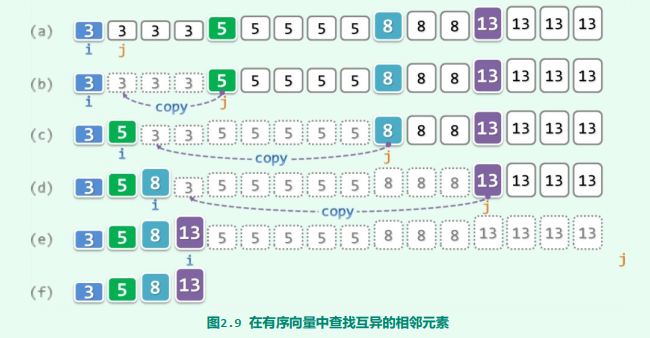 (a) 3 3 3 3 5 5 5 5 5 8 8 8 13 13 13 13
i j
(b) 3 3 3 3 5 5 5 5 5 8 8 8 13 13 13 13
i copy j
(c) 3 5 3 3 5 5 5 5 5 8 8 8 13 13 13 13
i copy j
(d) 3 5 8 3 5 5 5 5 5 8 8 8 13 13 13 13
i copy j
(e) 3 5 8 13 5 5 5 5 5 8 8 8 13 13 13 13
i j
(f) 3 5 8 13
图2.9 在有序向量中查找互异的相邻元素